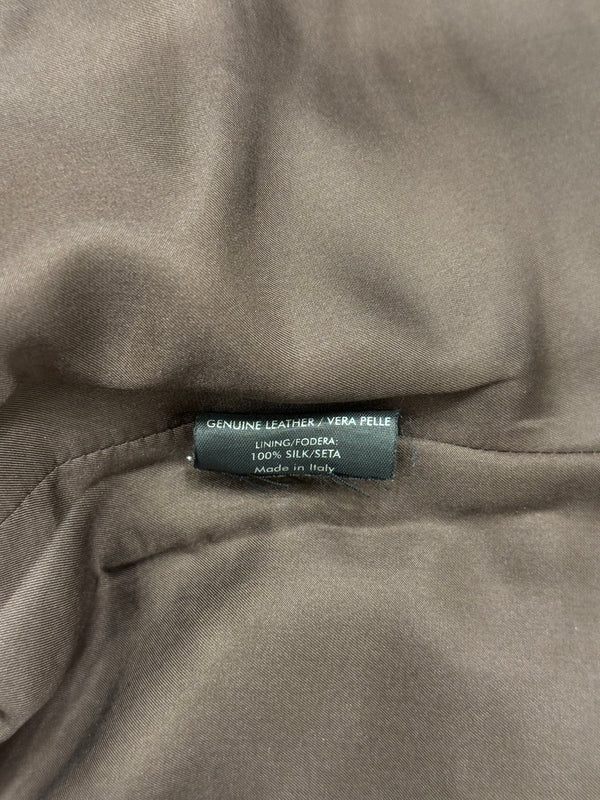 GENUINE LEATHER / VERA PELLE
LINING/FODERA:
100% SILK/SETA
Made in Italy